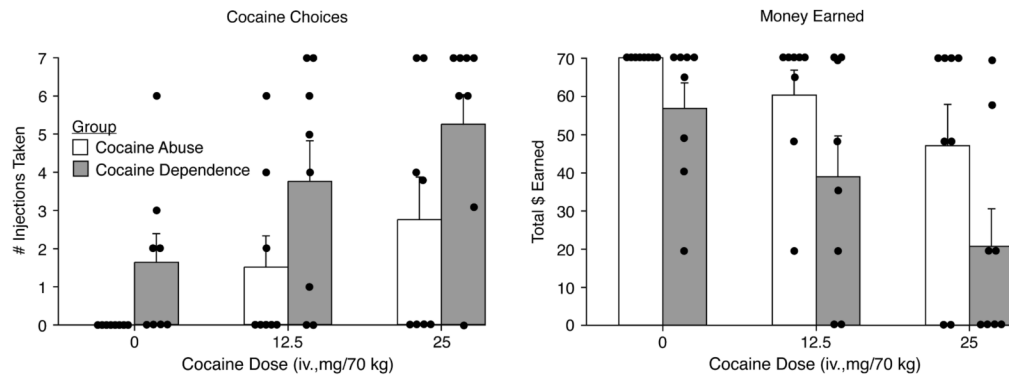 Cocaine Choices
# Injections Taken
7
6
5
4
3
2
1
0
Group
Cocaine Abuse
Cocaine Dependence
0 12.5 25
Cocaine Dose (iv.,mg/70 kg)
Money Earned
Total $ Earned
70
60
50
40
30
20
10
0
0 12.5 25
Cocaine Dose (iv.,mg/70 kg)